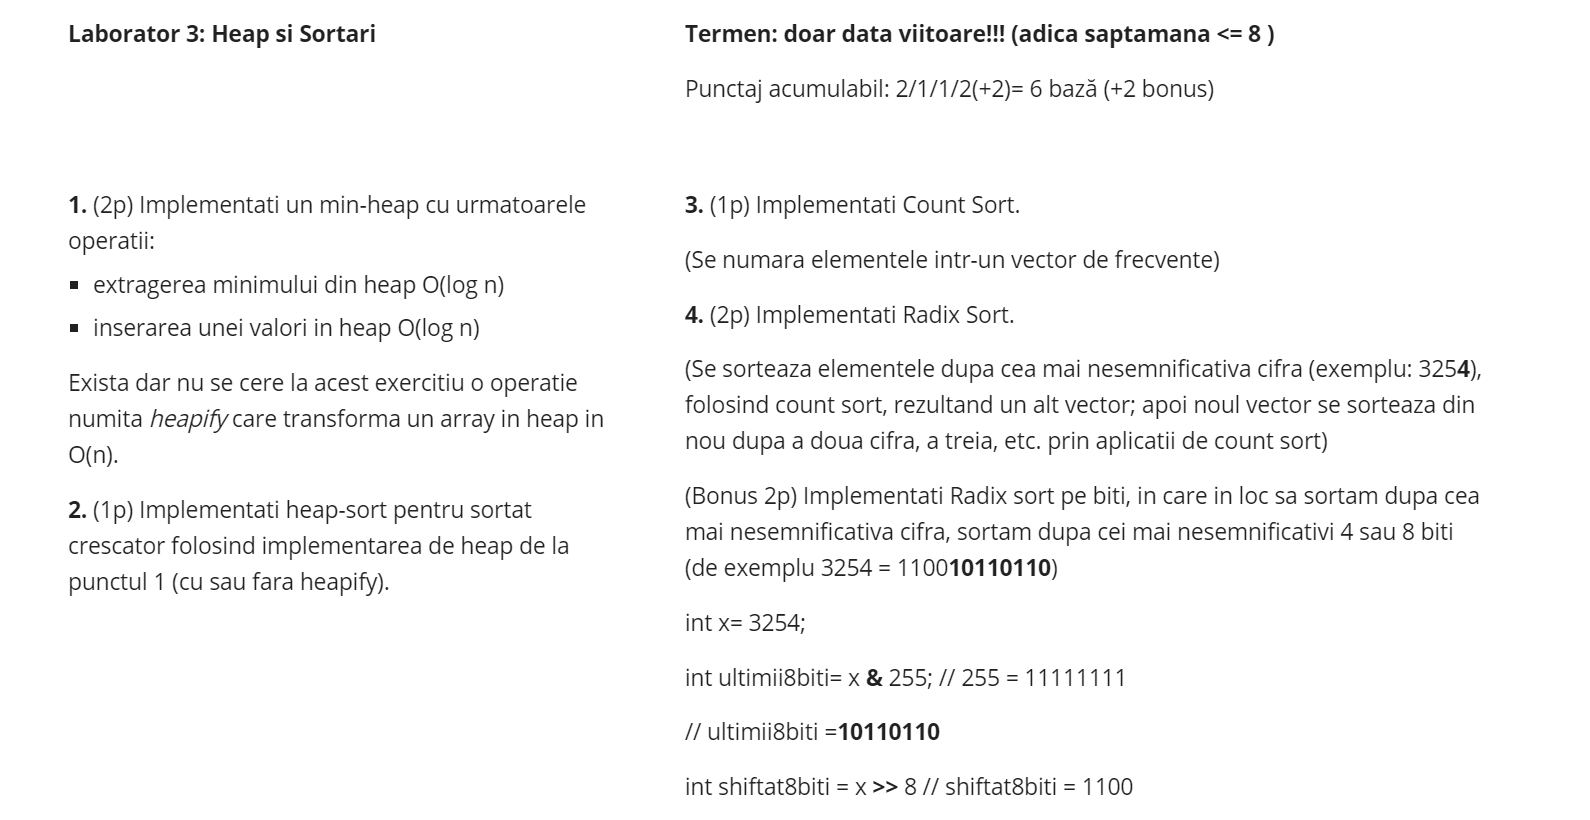 Laborator 3: Heap si Sortari
Termen: doar data viitoare!!! (adica saptamana <= 8 )
Punctaj acumulabil: 2/1/1/2(+2)= 6 bază (+2 bonus)
1. (2p) Implementati un min-heap cu urmatoarele
operatii:
▪ extragerea minimului din heap O(log n)
▪ inserarea unei valori in heap O(log n)
Exista dar nu se cere la acest exercitiu o operatie
numita heapify care transforma un array in heap in
O(n).
2. (1p) Implementati heap-sort pentru sortat
crescator folosind implementarea de heap de la
punctul 1 (cu sau fara heapify).
3. (1p) Implementati Count Sort.
(Se numara elementele intr-un vector de frecvente)
4. (2p) Implementati Radix Sort.
(Se sorteaza elementele dupa cea mai nesemnificativa cifra (exemplu: 3254),
folosind count sort, rezultand un alt vector; apoi noul vector se sorteaza din
nou dupa a doua cifra, a treia, etc. prin aplicatii de count sort)
(Bonus 2p) Implementati Radix sort pe biti, in care in loc sa sortam dupa cea
mai nesemnificativa cifra, sortam dupa cei mai nesemnificativi 4 sau 8 biti
(de exemplu 3254 = 110010110110)
int x= 3254;
int ultimii8biti= x & 255; // 255 = 11111111
// ultimii8biti =10110110
int shiftat8biti = x >> 8 // shiftat8biti = 1100